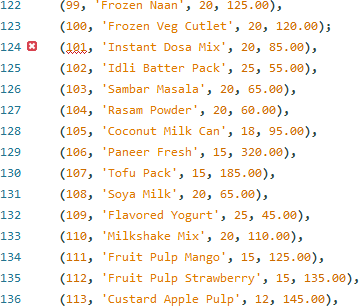 122 (99, 'Frozen Naan', 20, 125.00),
123 (100, 'Frozen Veg Cutlet', 20, 120.00);
124 (101, 'Instant Dosa Mix', 20, 85.00),
125 (102, 'Idli Batter Pack', 25, 55.00),
126 (103, 'Sambar Masala', 20, 65.00),
127 (104, 'Rasam Powder', 20, 60.00),
128 (105, 'Coconut Milk Can', 18, 95.00),
129 (106, 'Paneer Fresh', 15, 320.00),
130 (107, 'Tofu Pack', 15, 185.00),
131 (108, 'Soya Milk', 20, 65.00),
132 (109, 'Flavored Yogurt', 25, 45.00),
133 (110, 'Milkshake Mix', 20, 110.00),
134 (111, 'Fruit Pulp Mango', 15, 125.00),
135 (112, 'Fruit Pulp Strawberry', 15, 135.00),
136 (113, 'Custard Apple Pulp', 12, 145.00),